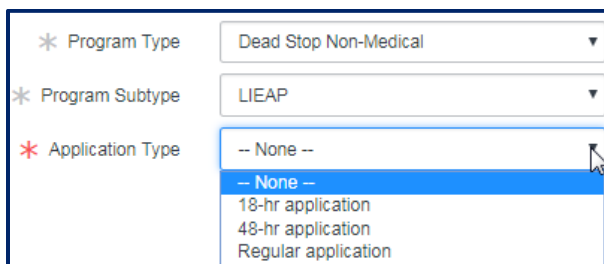 * Program Type Dead Stop Non-Medical
* Program Subtype LIEAP
* Application Type -- None --
-- None --
18-hr application
48-hr application
Regular application